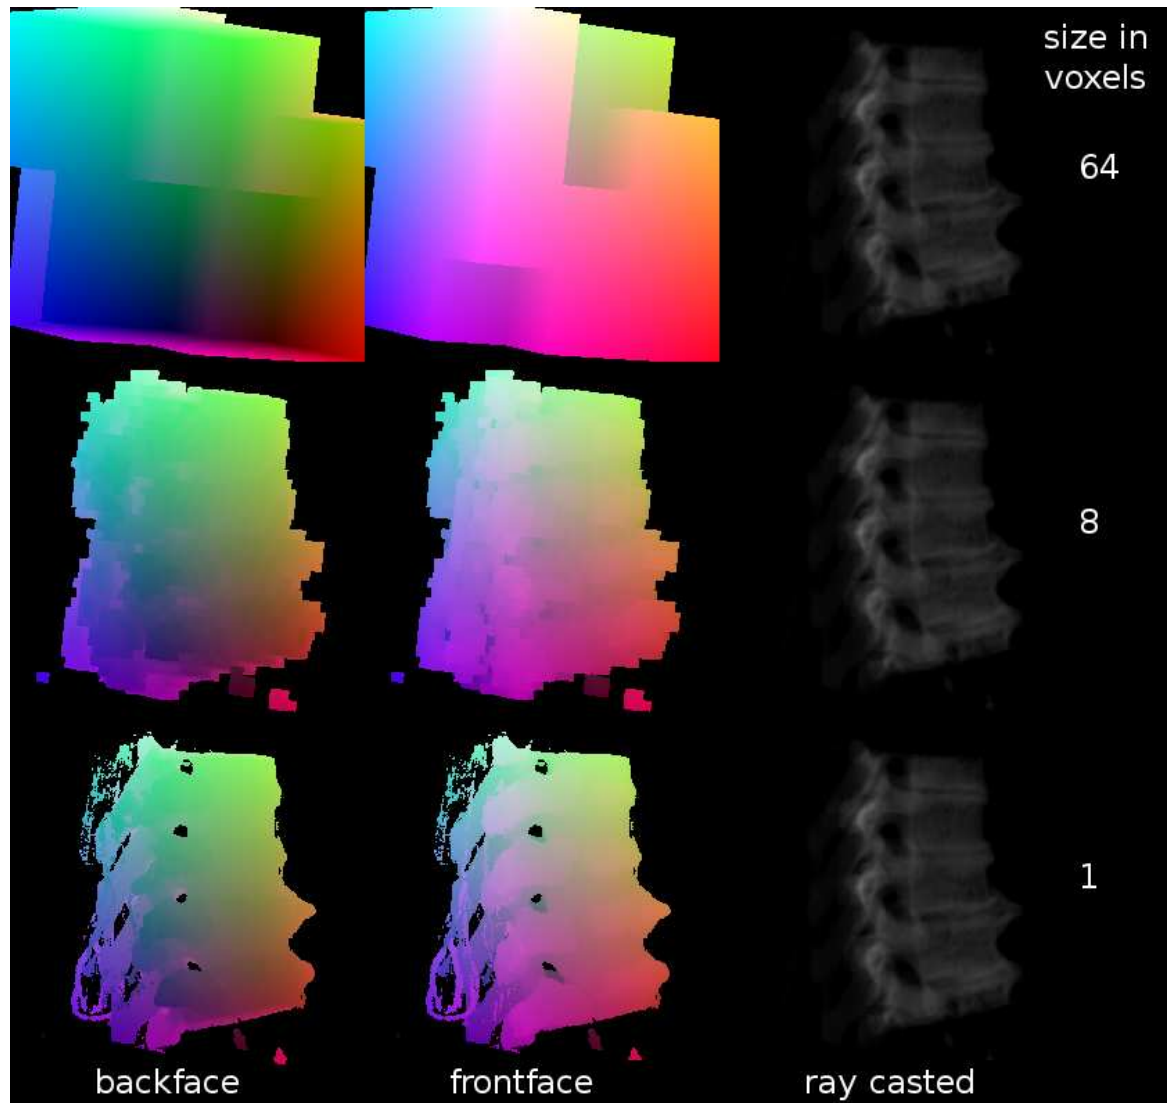 size in
voxels
64
8
1
backface
frontface
ray casted